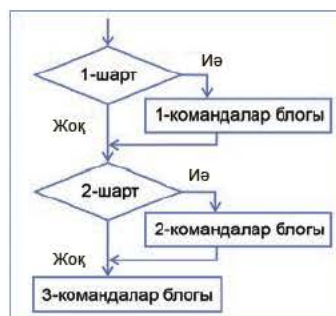 1-шарт
Иә
1-командалар блогы
Жоқ
2-шарт
Иә
2-командалар блогы
Жоқ
3-командалар блогы